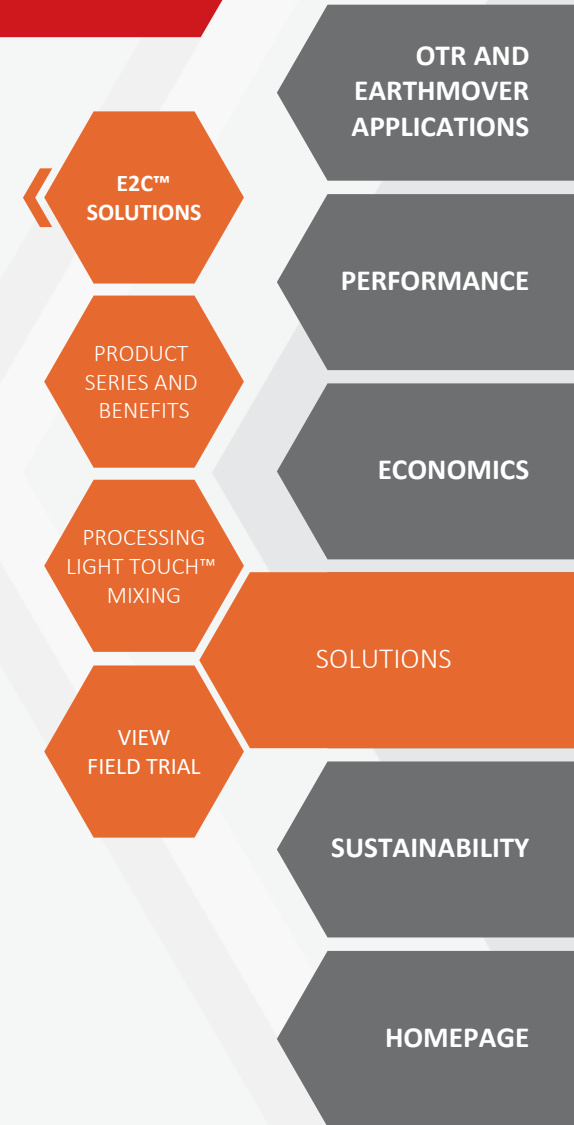 OTR AND
EARTHMOVER
APPLICATIONS
E2C™
SOLUTIONS
PERFORMANCE
PRODUCT
SERIES AND
BENEFITS
ECONOMICS
PROCESSING
LIGHT TOUCH™
MIXING
SOLUTIONS
VIEW
FIELD TRIAL
SUSTAINABILITY
HOMEPAGE